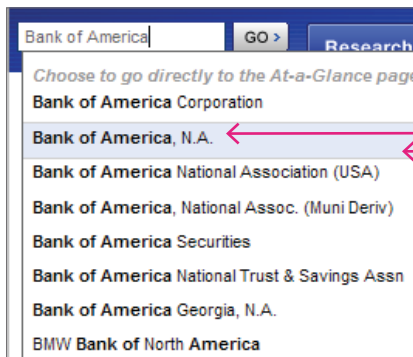 Bank of America GO > Research
Choose to go directly to the At-a-Glance page
Bank of America Corporation
Bank of America, N.A.
Bank of America National Association (USA)
Bank of America, National Assoc. (Muni Deriv)
Bank of America Securities
Bank of America National Trust & Savings Assn
Bank of America Georgia, N.A.
BMW Bank of North America